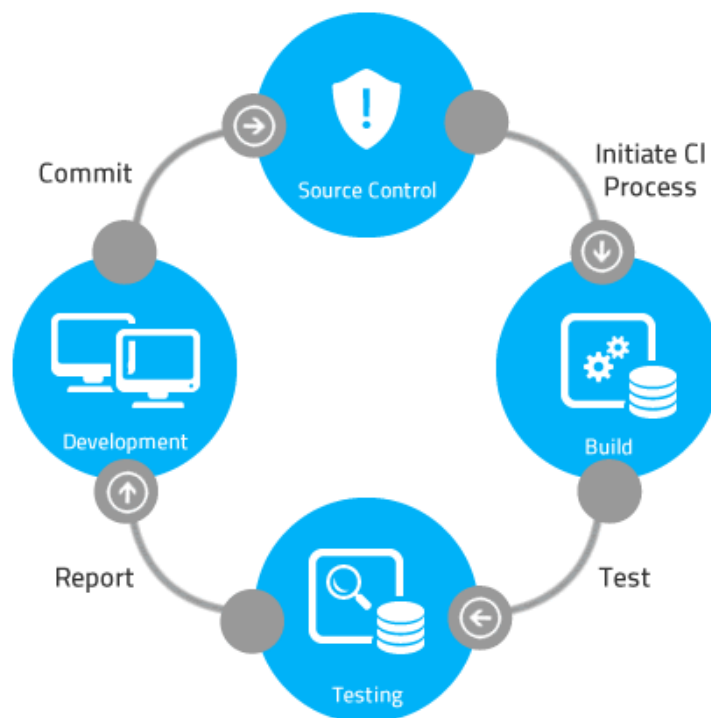 Source Control
Commit
Initiate CI
Process
Development
Build
Report
Test
Testing